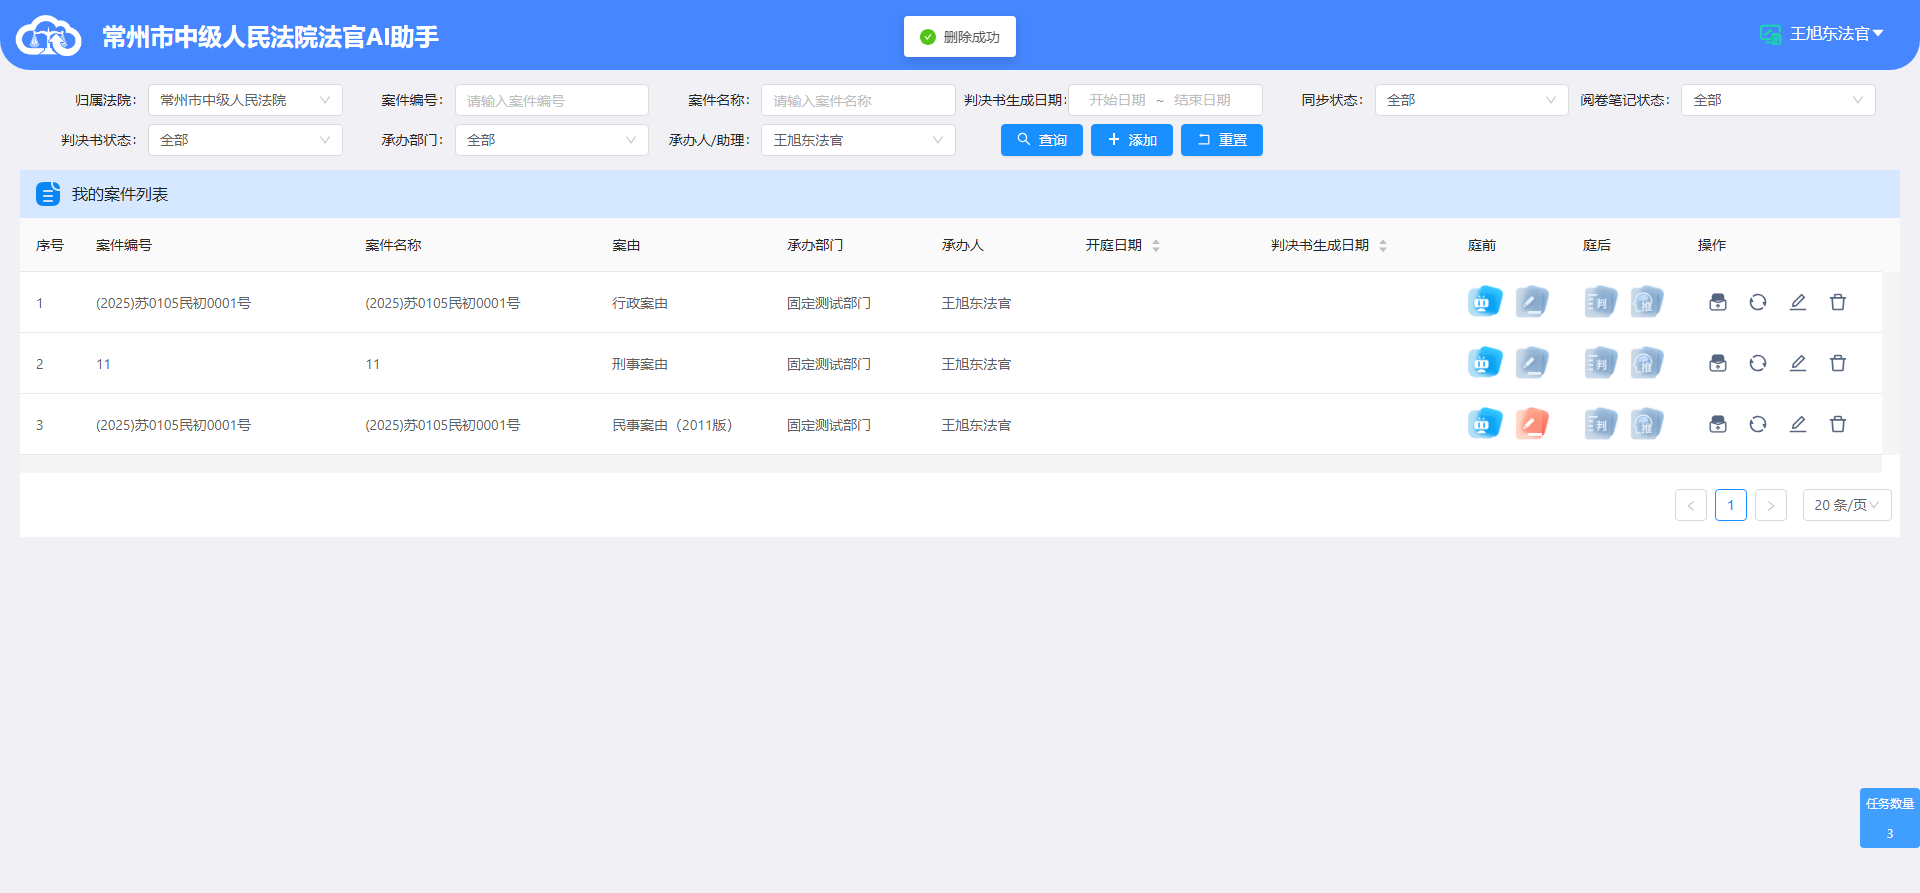 常州市中级人民法院法官AI助手
删除成功
王旭东法官
归属法院： 常州市中级人民法院 案件编号： 请输入案件编号 案件名称： 请输入案件名称 判决书生成日期： 开始日期 ~ 结束日期 同步状态： 全部 阅卷笔记状态： 全部
判决书状态： 全部 承办部门： 全部 承办人/助理： 王旭东法官 查询 添加 重置
我的案件列表
序号 案件编号 案件名称 案由 承办部门 承办人 开庭日期 判决书生成日期 庭前 庭后 操作
1 (2025)苏0105民初0001号 (2025)苏0105民初0001号 行政案由 固定测试部门 王旭东法官 判 推
2 11 11 刑事案由 固定测试部门 王旭东法官 判 推
3 (2025)苏0105民初0001号 (2025)苏0105民初0001号 民事案由（2011版） 固定测试部门 王旭东法官 判 推
< 1 > 20 条/页
任务数量
3